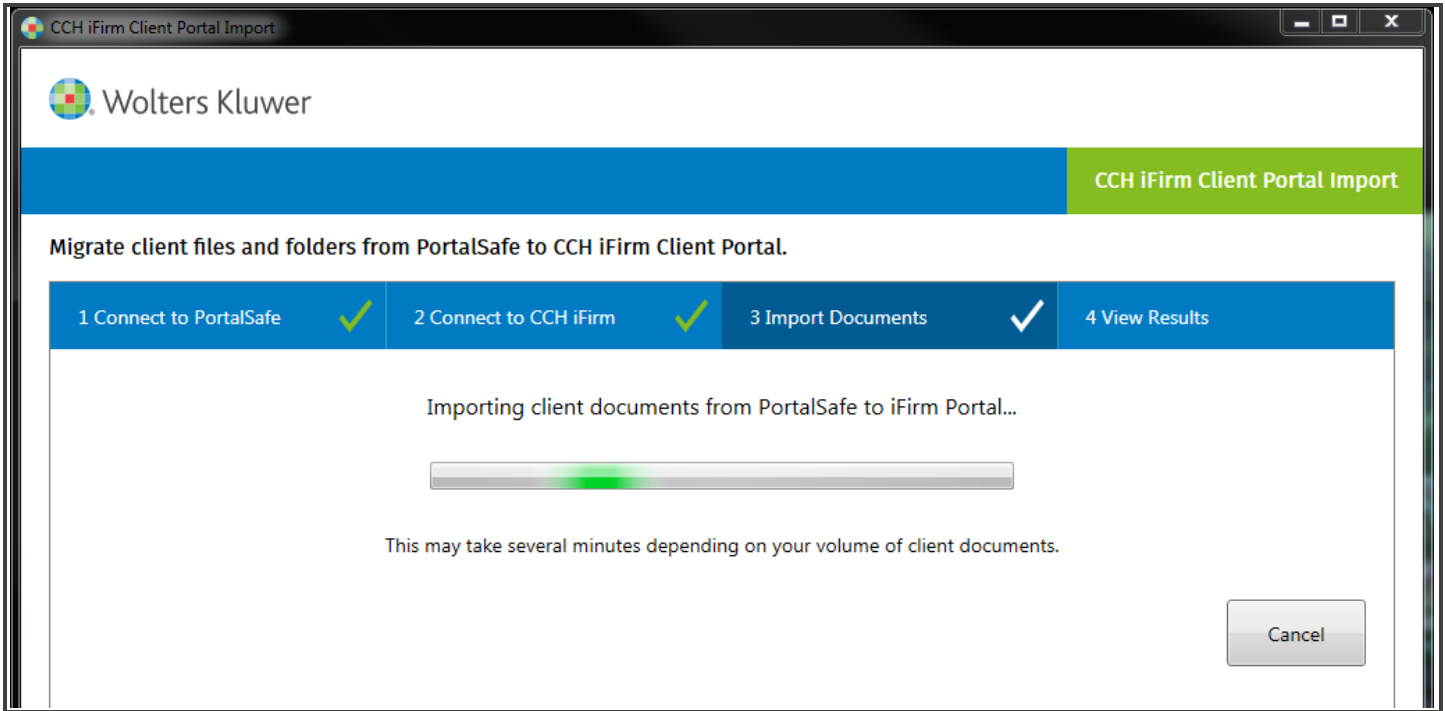 CCH iFirm Client Portal Import
Wolters Kluwer
CCH iFirm Client Portal Import
Migrate client files and folders from PortalSafe to CCH iFirm Client Portal.
1 Connect to PortalSafe
2 Connect to CCH iFirm
3 Import Documents
4 View Results
Importing client documents from PortalSafe to iFirm Portal...
This may take several minutes depending on your volume of client documents.
Cancel